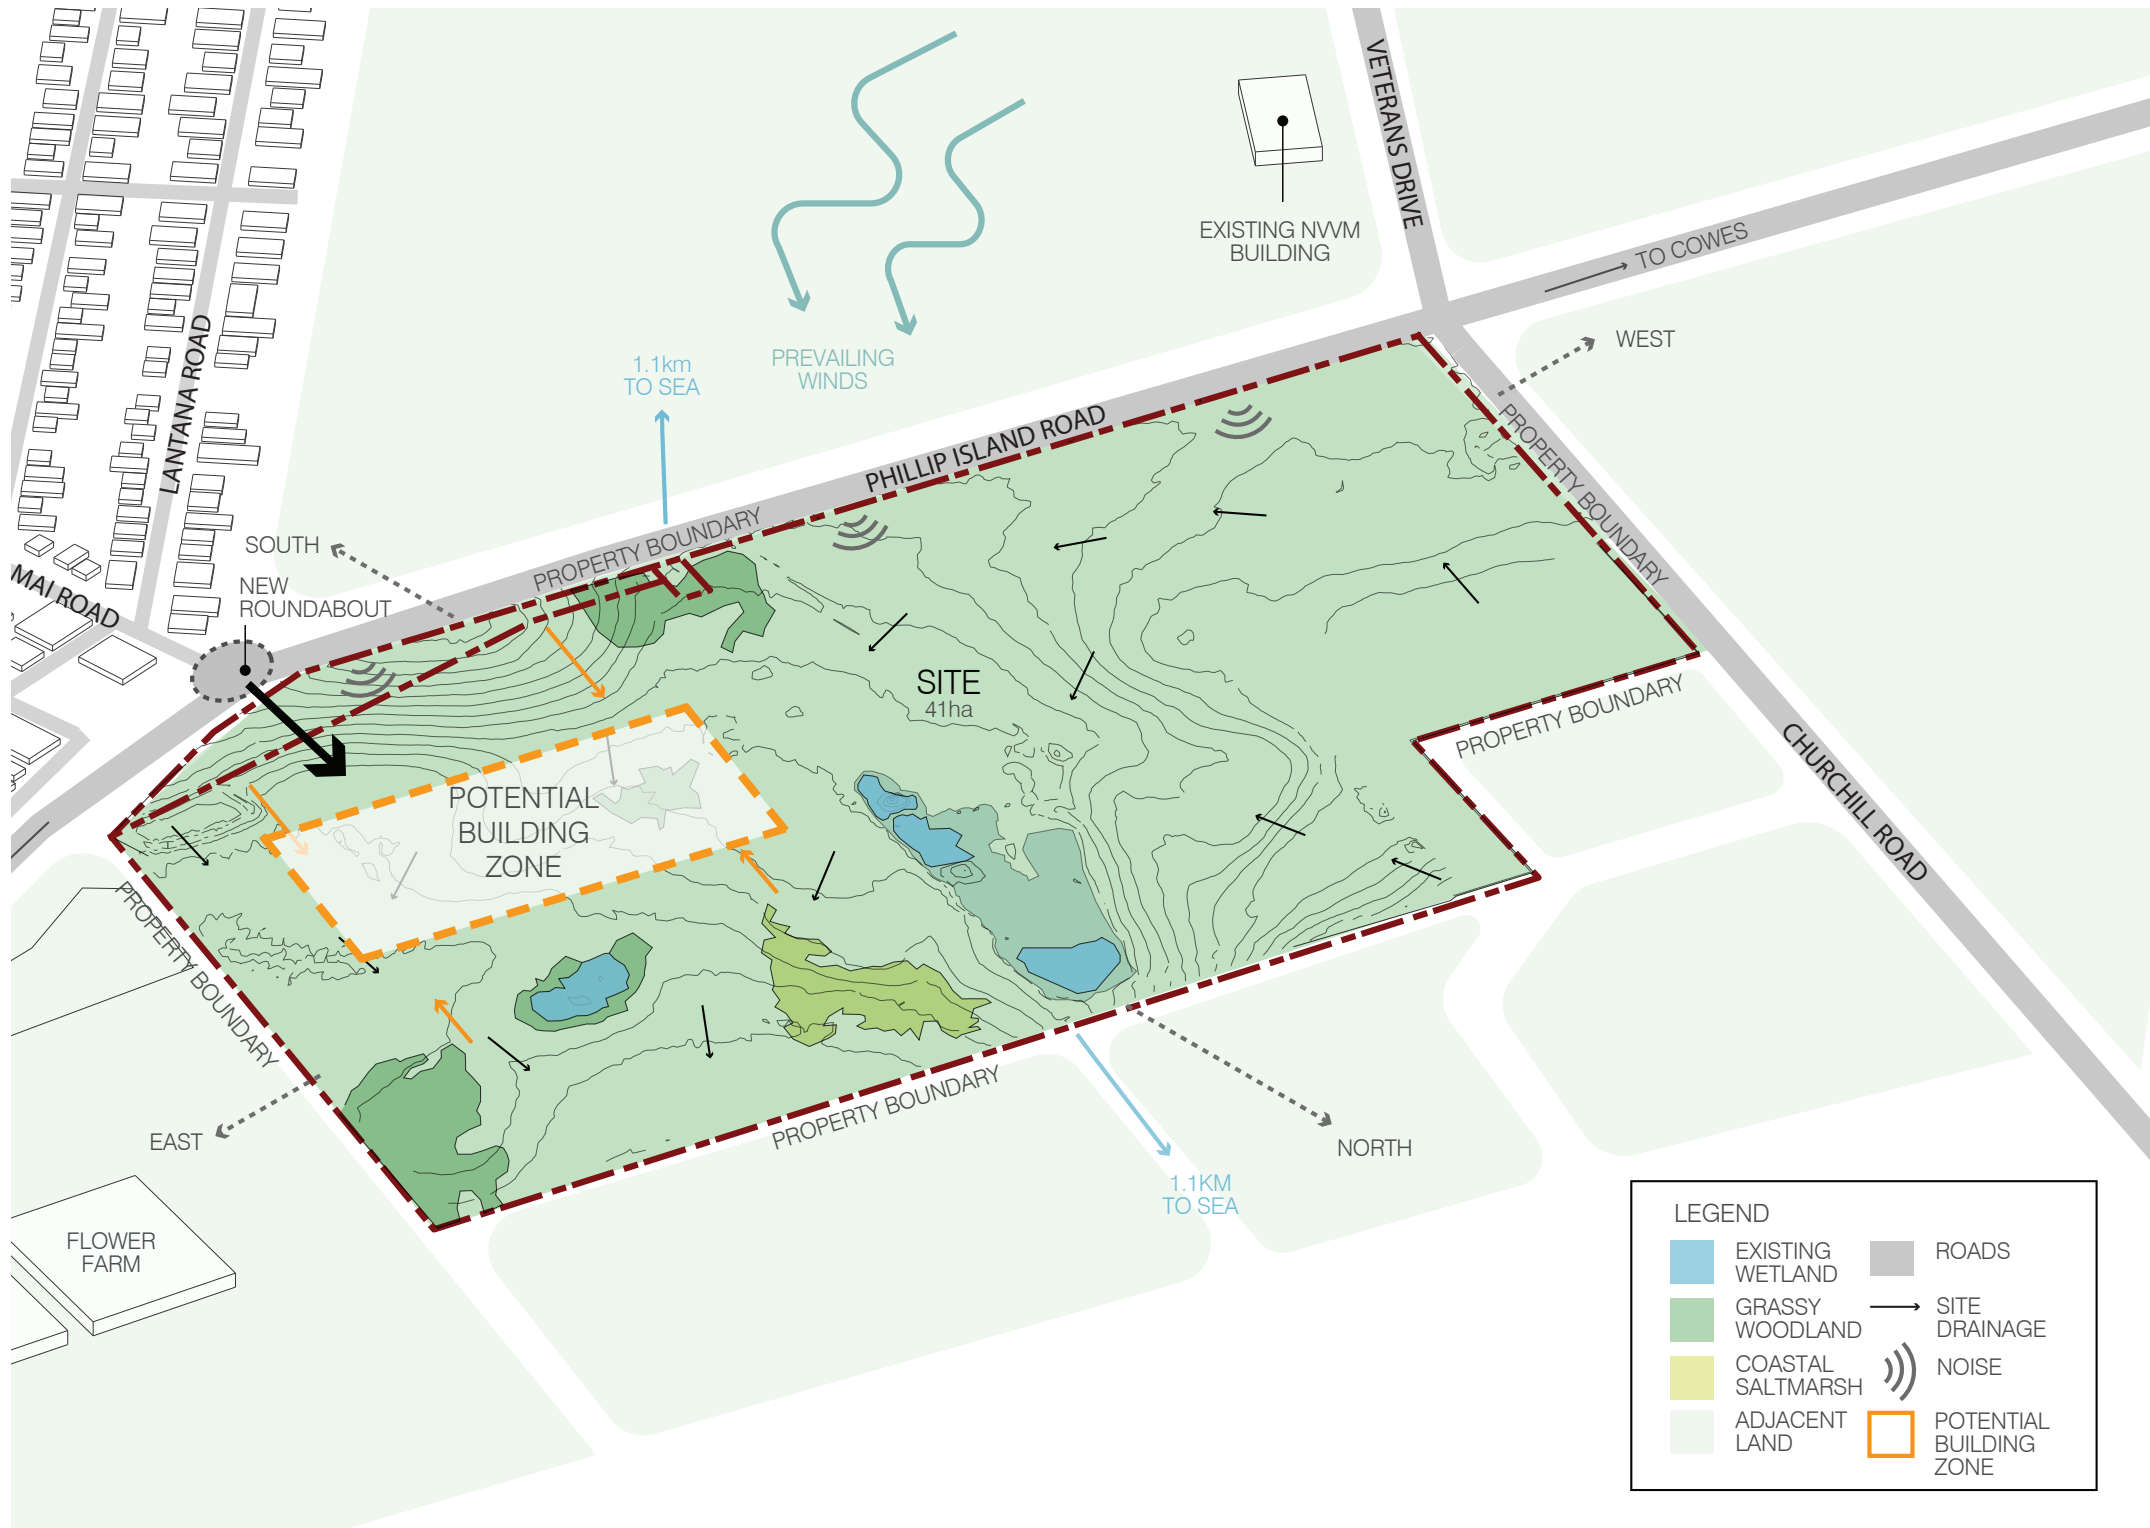 VETERANS DRIVE
EXISTING NVVM
BUILDING
TO COWES
WEST
LANTANA ROAD
1.1km
TO SEA
PREVAILING
WINDS
PHILLIP ISLAND ROAD
PROPERTY BOUNDARY
PROPERTY BOUNDARY
SOUTH
NEW
ROUNDABOUT
MAI ROAD
SITE
41ha
PROPERTY BOUNDARY
CHURCHILL ROAD
POTENTIAL
BUILDING
ZONE
PROPERTY BOUNDARY
PROPERTY BOUNDARY
EAST
NORTH
1.1KM
TO SEA
FLOWER
FARM
LEGEND
EXISTING
WETLAND
GRASSY
WOODLAND
COASTAL
SALTMARSH
ADJACENT
LAND
ROADS
SITE
DRAINAGE
NOISE
POTENTIAL
BUILDING
ZONE